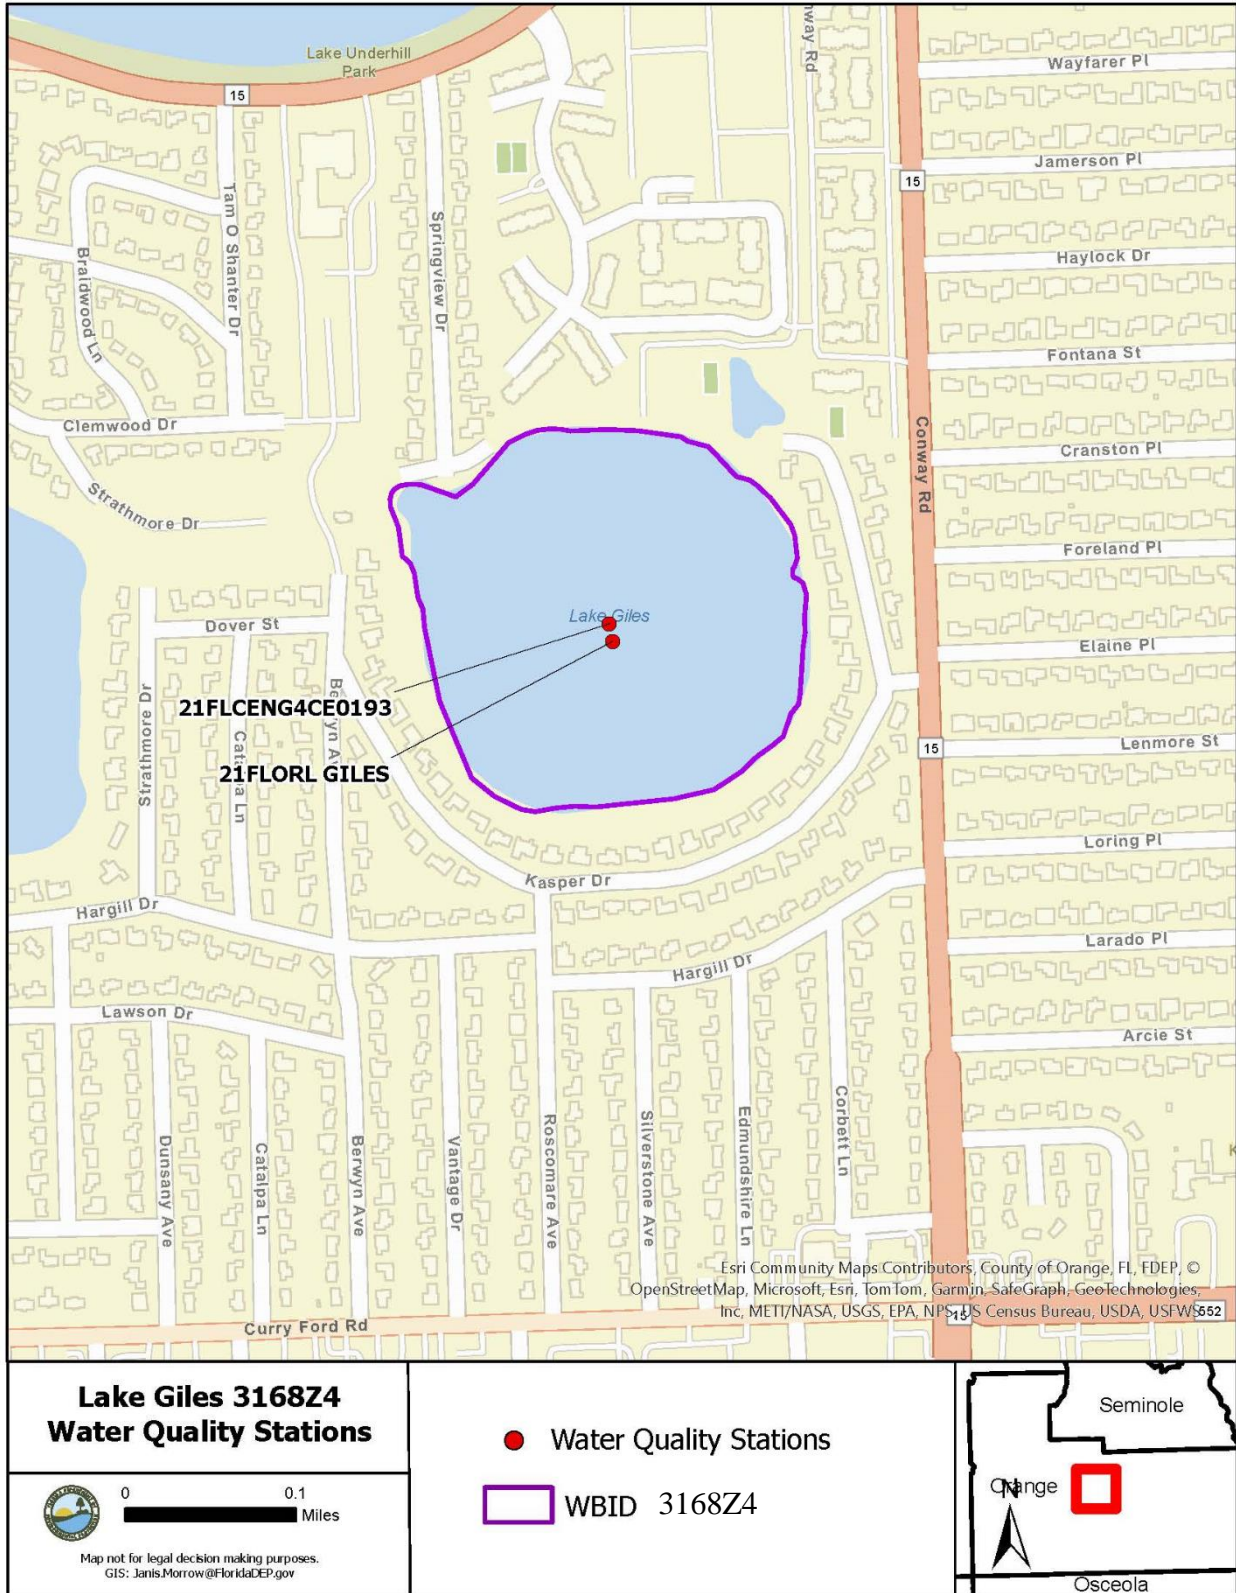 Lake Underhill
Park
15
nway Rd
Wayfarer Pl
Jamerson Pl
15
Tam O Shanter Dr
Springview Dr
Braidwood Ln
Haylock Dr
Fontana St
Clemwood Dr
Conway Rd
Cranston Pl
Strathmore Dr
Foreland Pl
Lake Giles
Dover St
Elaine Pl
21FLCENG4CE0193
Strathmore Dr
Catalpa Ln
Berwyn Ave
15
Lenmore St
21FLORL GILES
Loring Pl
Kasper Dr
Hargill Dr
Larado Pl
Hargill Dr
Lawson Dr
Arcie St
Dunsany Ave
Catalpa Ln
Berwyn Ave
Vantage Dr
Roscomare Ave
Silverstone Ave
Edmundshire Ln
Corbett Ln
K
Esri Community Maps Contributors, County of Orange, FL, FDEP, ©
OpenStreetMap, Microsoft, Esri, TomTom, Garmin, SafeGraph, GeoTechnologies,
Inc, METI/NASA, USGS, EPA, NPS, US Census Bureau, USDA, USFWS
15
552
Curry Ford Rd
Lake Giles 3168Z4
Water Quality Stations
0 0.1
Miles
Map not for legal decision making purposes.
GIS: Janis.Morrow@FloridaDEP.gov
Water Quality Stations
WBID 3168Z4
Seminole
Orange
N
Osceola